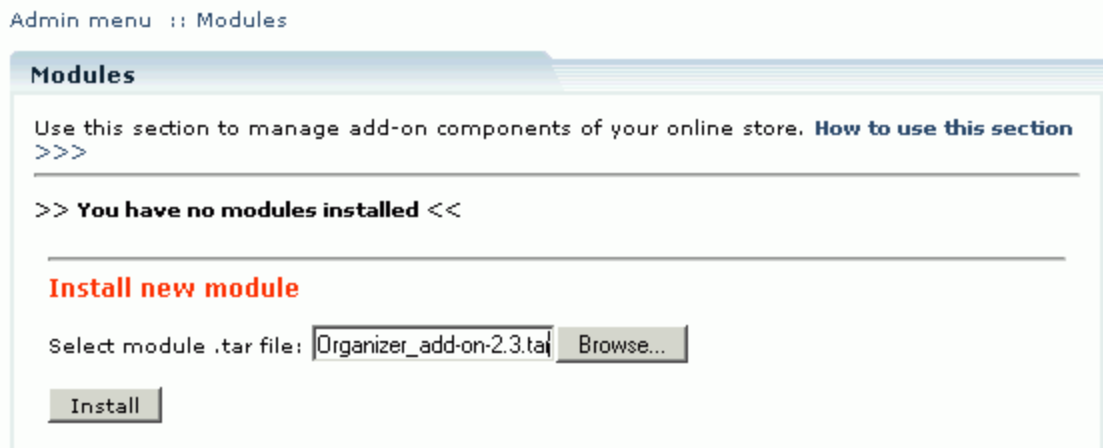 Admin menu :: Modules
Modules
Use this section to manage add-on components of your online store. How to use this section
>>>
>> You have no modules installed <<
Install new module
Select module .tar file: Organizer_add-on-2.3.tar Browse...
Install